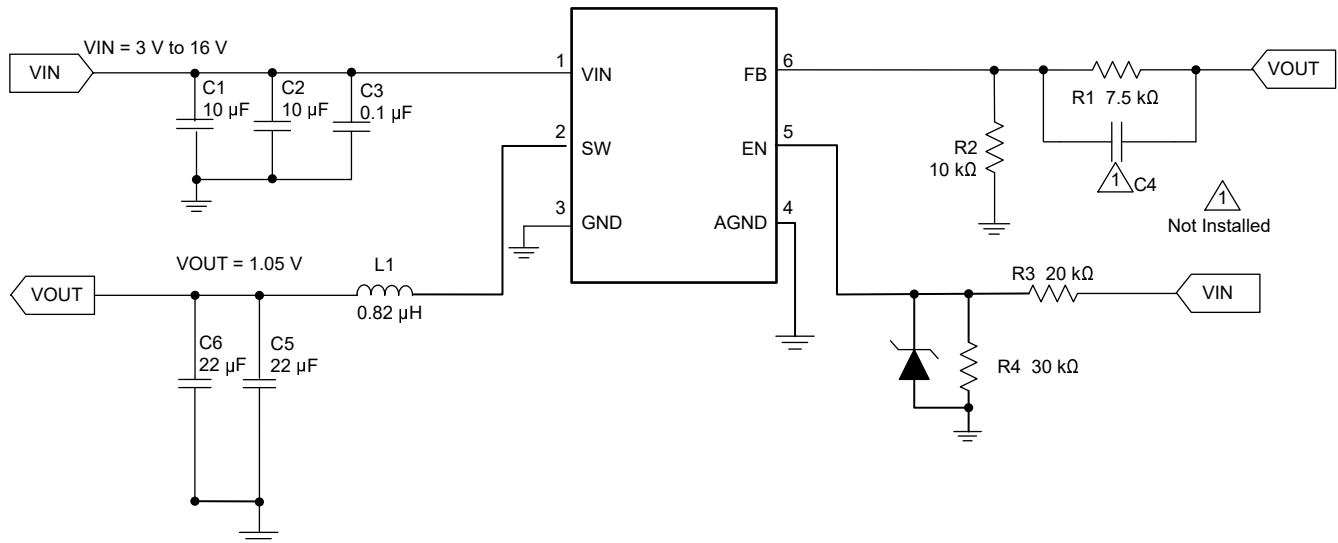 VIN = 3 V to 16 V
VIN
C1
10 µF
C2
10 µF
C3
0.1 µF
1
VIN
2
SW
3
GND
FB
6
EN
5
AGND
4
R2
10 kΩ
R1 7.5 kΩ
VOUT
1
C4
1
Not Installed
VOUT = 1.05 V
VOUT
L1
0.82 µH
C6
22 µF
C5
22 µF
R3 20 kΩ
VIN
R4 30 kΩ